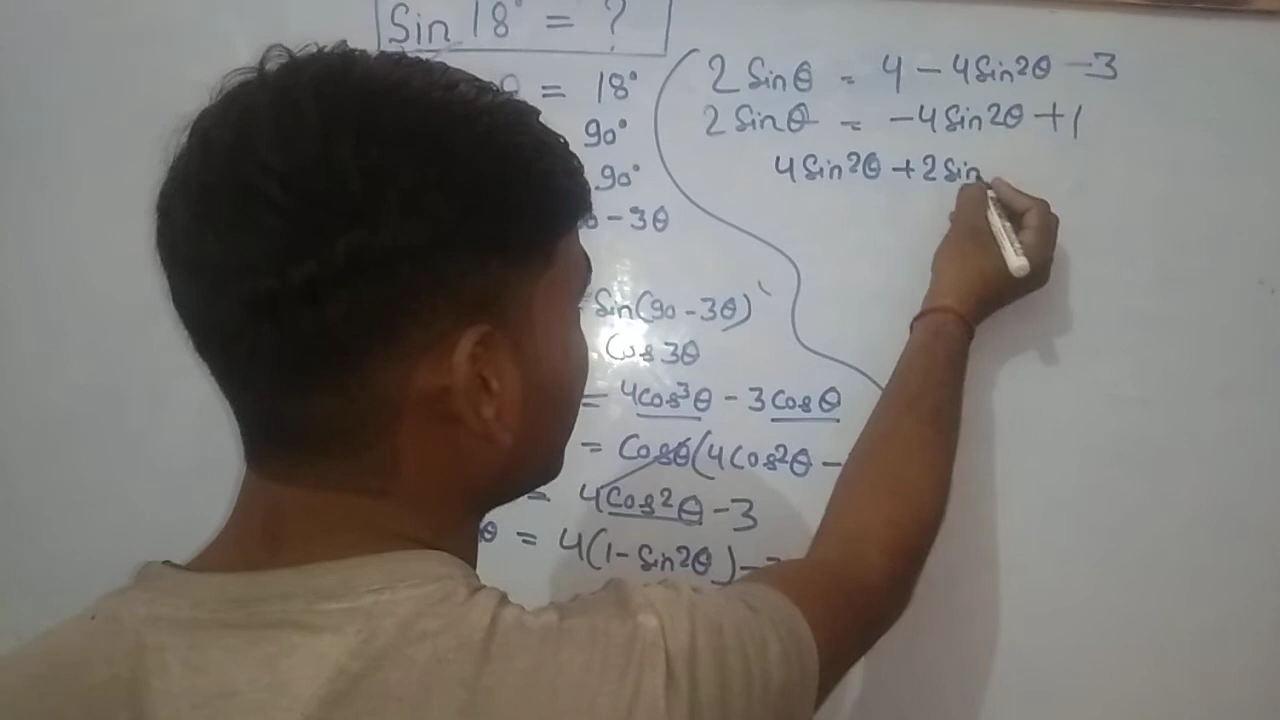 Sin 18° = ?
θ = 18°
90°
90°
- 3θ
Sin(90 - 3θ)
Cos 3θ
= 4cos³θ - 3cosθ
= Cosθ(4Cos²θ -
= 4Cos²θ - 3
θ = 4(1 - Sin2θ) -
2 Sinθ = 4 - 4Sin2θ - 3
2 Sinθ = -4Sin2θ + 1
4Sin2θ + 2Sin